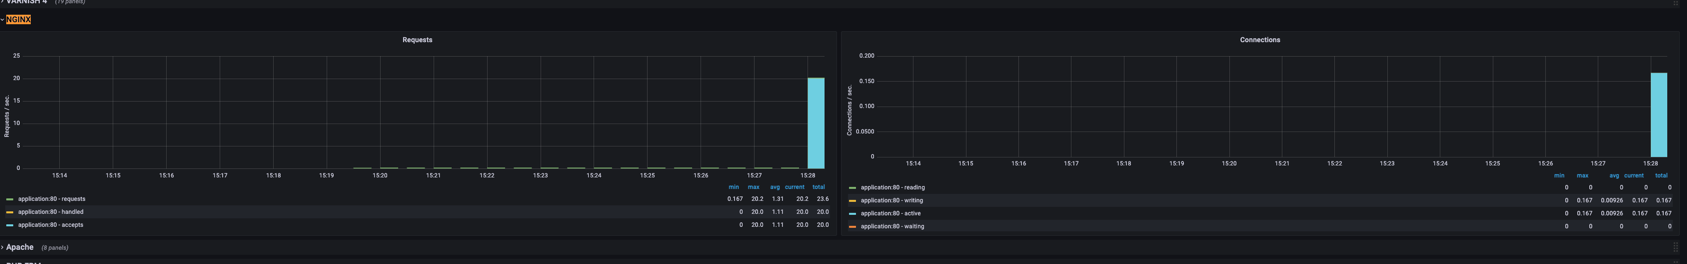 VARNISH 4 (79 panels)
NGINX
Requests
Requests / sec.
25
20
15
10
5
0
15:14 15:15 15:16 15:17 15:18 15:19 15:20 15:21 15:22 15:23 15:24 15:25 15:26 15:27 15:28
min max avg current total
application:80 - requests 0.167 20.2 1.31 20.2 23.6
application:80 - handled 0 20.0 1.11 20.0 20.0
application:80 - accepts 0 20.0 1.11 20.0 20.0
Connections
Connections / sec.
0.200
0.150
0.100
0.0500
0
15:14 15:15 15:16 15:17 15:18 15:19 15:20 15:21 15:22 15:23 15:24 15:25 15:26 15:27 15:28
min max avg current total
application:80 - reading 0 0 0 0 0
application:80 - writing 0 0.167 0.00926 0.167 0.167
application:80 - active 0 0.167 0.00926 0.167 0.167
application:80 - waiting 0 0 0 0 0
Apache (8 panels)